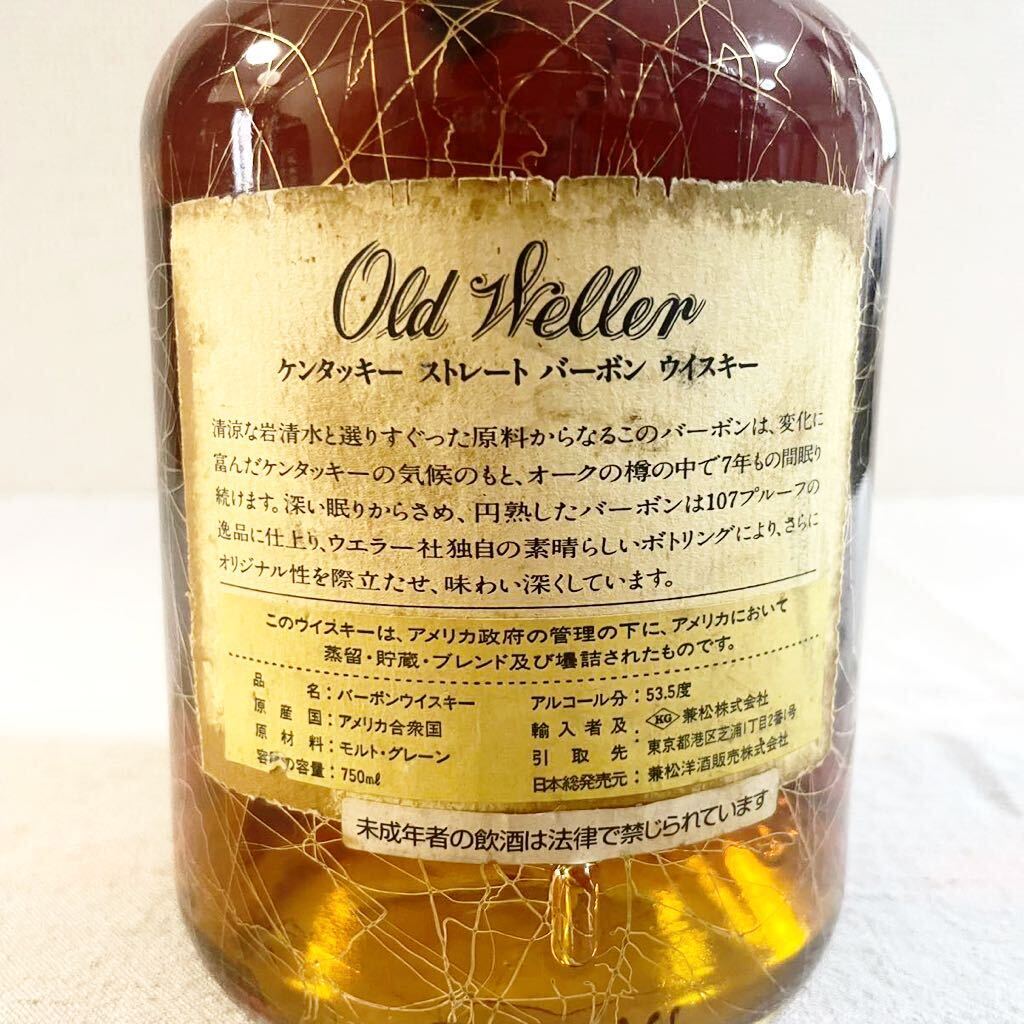 Old Weller
ケンタッキー ストレート バーボン ウイスキー
清涼な岩清水と選りすぐった原料からなるこのバーボンは、変化に
富んだケンタッキーの気候のもと、オークの樽の中で7年もの間眠り
続けます。深い眠りからさめ、円熟したバーボンは107プルーフの
逸品に仕上り、ウエラー社独自の素晴らしいボトリングにより、さらに
オリジナル性を際立たせ、味わい深くしています。
このウイスキーは、アメリカ政府の管理の下に、アメリカにおいて
蒸留・貯蔵・ブレンド及び壜詰されたものです。
品名：バーボンウイスキー
原産国：アメリカ合衆国
原材料：モルト・グレーン
容器の容量：750mℓ
アルコール分：53.5度
輸入者及 KG 兼松株式会社
引取先：東京都港区芝浦1丁目2番1号
日本総発売元：兼松洋酒販売株式会社
未成年者の飲酒は法律で禁じられています